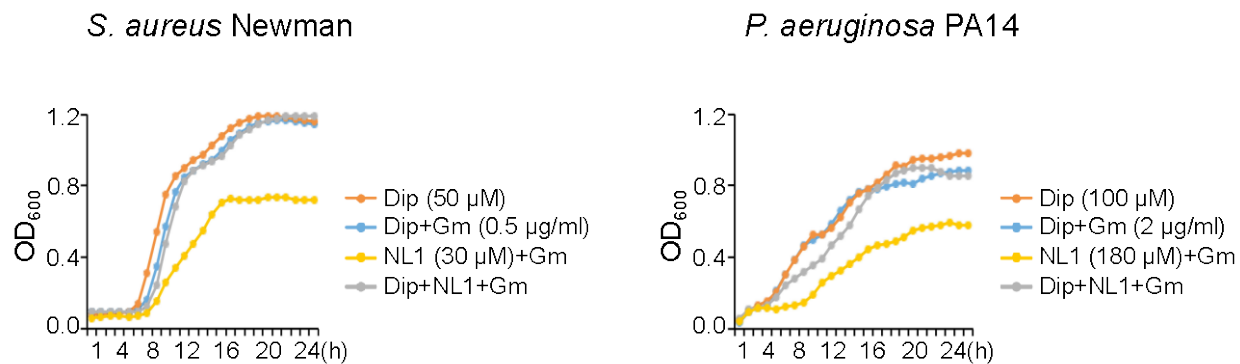 S. aureus Newman
OD600
1.2
0.8
0.4
0.0
1 4 8 12 16 20 24(h)
Dip (50 μM)
Dip+Gm (0.5 μg/ml)
NL1 (30 μM)+Gm
Dip+NL1+Gm
P. aeruginosa PA14
OD600
1.2
0.8
0.4
0.0
1 4 8 12 16 20 24(h)
Dip (100 μM)
Dip+Gm (2 μg/ml)
NL1 (180 μM)+Gm
Dip+NL1+Gm